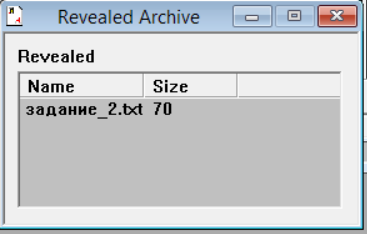 Revealed Archive
Revealed
Name Size
задание_2.txt 70